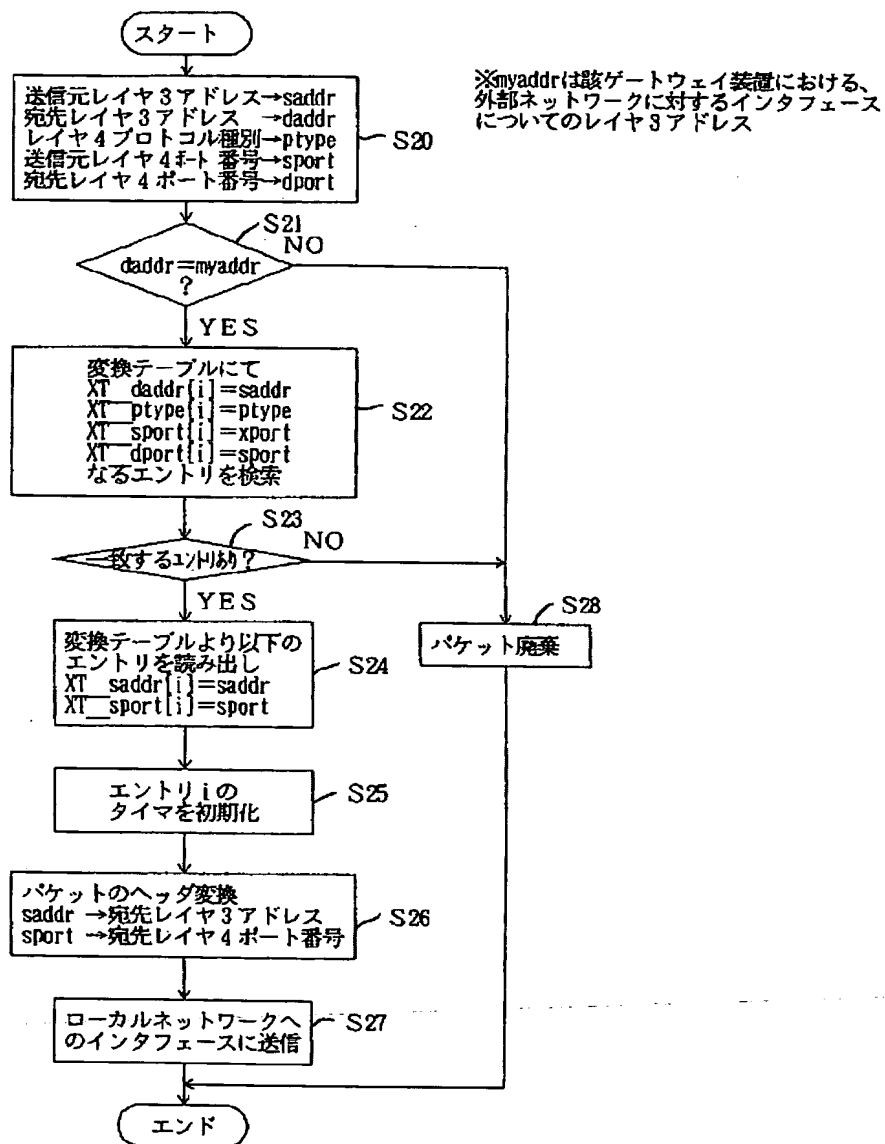 スタート
※myaddrは該ゲートウェイ装置における、
外部ネットワークに対するインタフェース
についてのレイヤ3アドレス
送信元レイヤ3アドレス→saddr
宛先レイヤ3アドレス →daddr
レイヤ4プロトコル種別→ptype
送信元レイヤ4ポート番号→sport
宛先レイヤ4ポート番号→dport
S20
S21
NO
daddr=myaddr
?
YES
変換テーブルにて
XT__daddr[i]=saddr
XT__ptype[i]=ptype
XT__sport[i]=xport
XT__dport[i]=sport
なるエントリを検索
S22
S23
NO
一致するエントリあり?
YES
S28
パケット廃棄
変換テーブルより以下の
エントリを読み出し
XT__saddr[i]=saddr
XT__sport[i]=sport
S24
エントリiの
タイマを初期化
S25
パケットのヘッダ変換
saddr →宛先レイヤ3アドレス
sport →宛先レイヤ4ポート番号
S26
ローカルネットワークへ
のインタフェースに送信
S27
エンド